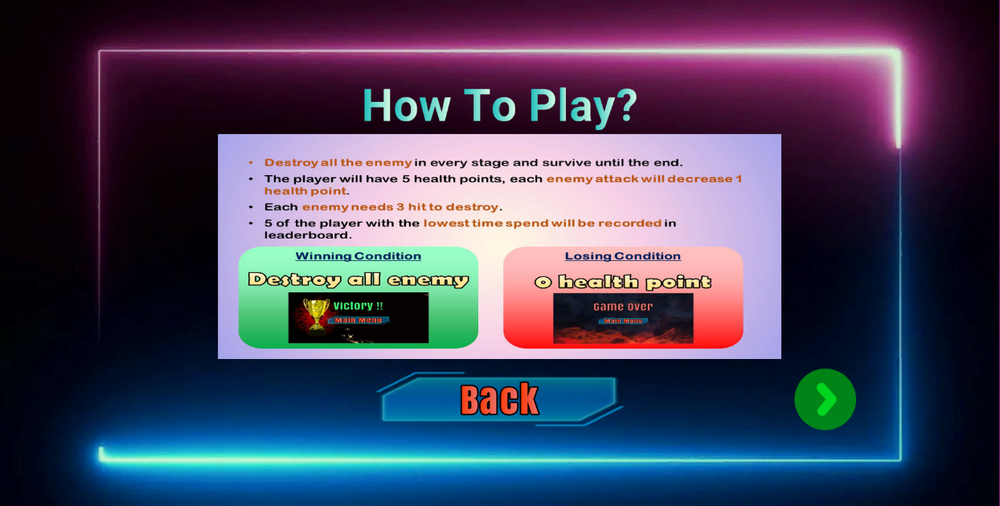 How To Play?
• Destroy all the enemy in every stage and survive until the end.
• The player will have 5 health points, each enemy attack will decrease 1
health point.
• Each enemy needs 3 hit to destroy.
• 5 of the player with the lowest time spend will be recorded in
leaderboard.
Winning Condition
Destroy all enemy
Victory !!
Main Menu
Losing Condition
0 health point
Game over
Main Menu
Back